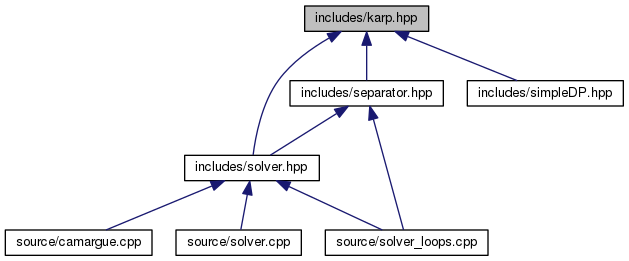 includes/karp.hpp
includes/separator.hpp
includes/simpleDP.hpp
includes/solver.hpp
source/camargue.cpp
source/solver.cpp
source/solver_loops.cpp